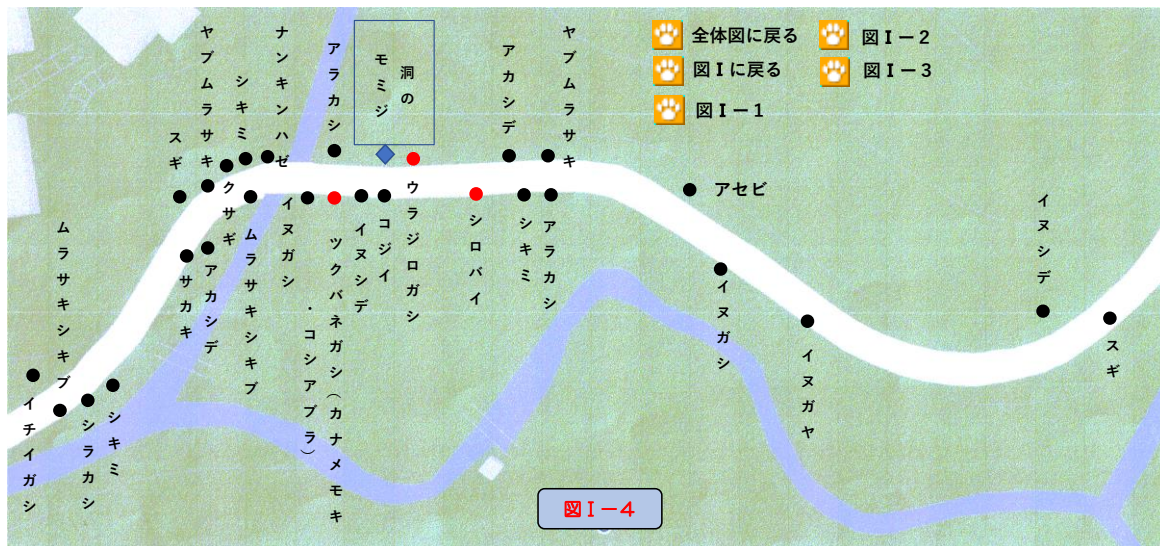 全体図に戻る
図Ⅰ－２
図Ⅰに戻る
図Ⅰ－３
図Ⅰ－１
洞の
モミジ
ヤブムラサキ
アカシデ
アラカシ
ナンキンハゼ
シキミ
ヤブムラサキ
スギ
ムラサキシキブ
イチイガシ
シラカシ
シキミ
サカキ
アカシデ
クサギ
ムラサキシキブ
イヌガシ
ツクバネガシ（カナメモキ
・コシアブラ）
イヌシデ
コジイ
ウラジロガシ
シロバイ
シキミ
アラカシ
アセビ
イヌガシ
イヌガヤ
イヌシデ
スギ
図Ⅰ－４